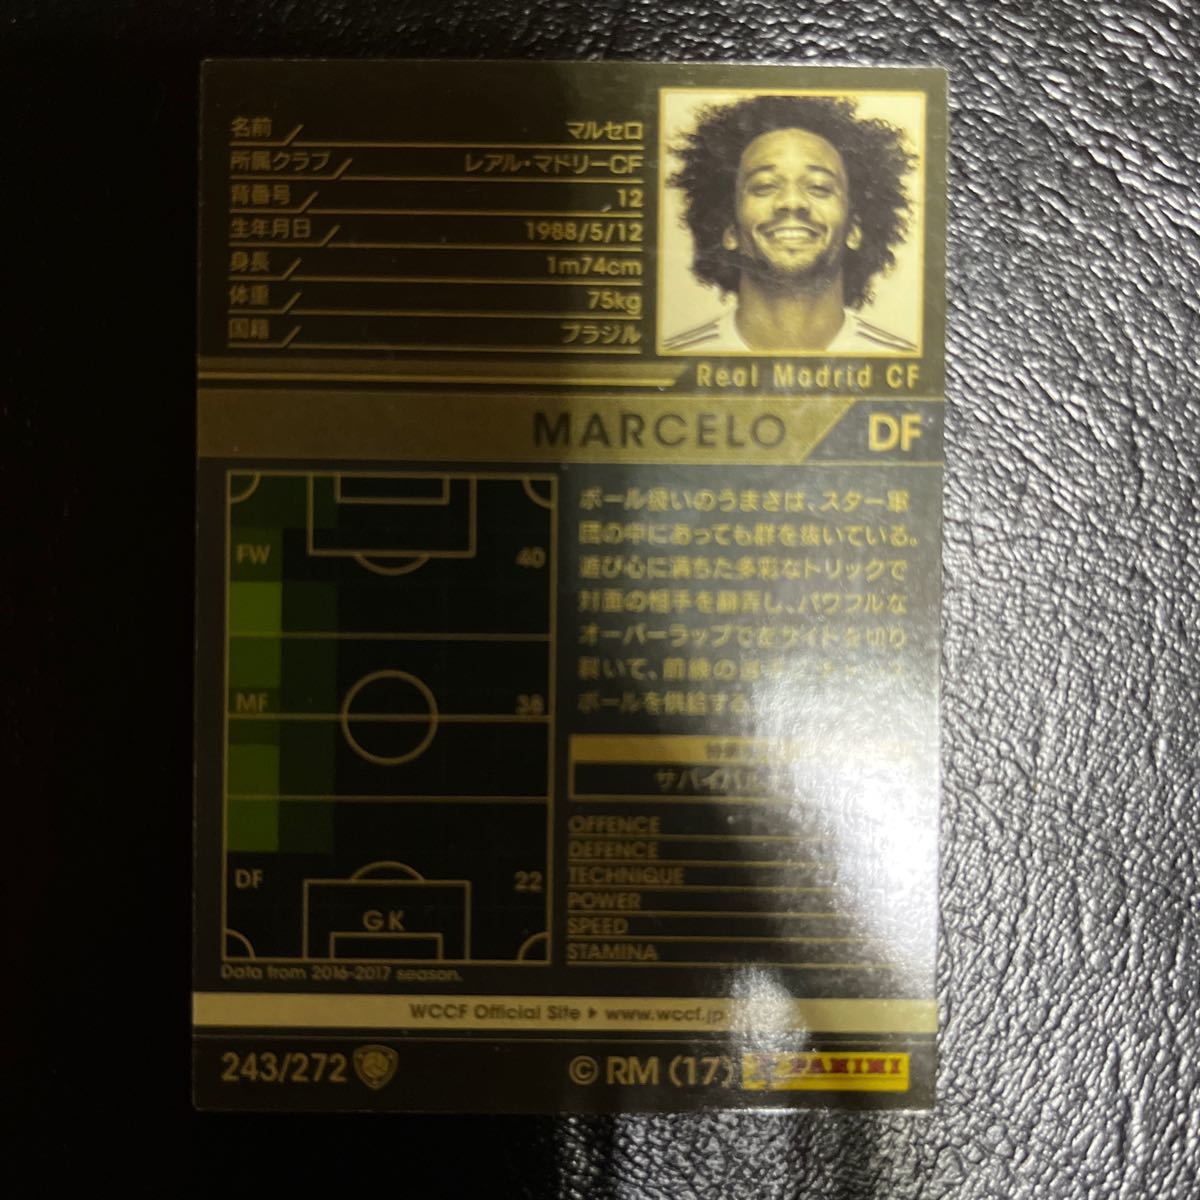 名前 マルセロ
所属クラブ レアル・マドリーCF
背番号 12
生年月日 1988/5/12
身長 1m74cm
体重 75kg
国籍 ブラジル
Real Madrid CF
MARCELO DF
FW 40
MF 38
DF 22
GK
Data from 2016-2017 season.
ボール扱いのうまさは、スター軍
団の中にあっても群を抜いている。
遊び心に満ちた多彩なトリックで
対面の相手を翻弄し、パワフルな
オーバーラップで左サイドを切り
裂いて、前線の選手
ボールを供給する
サバイバル
OFFENCE
DEFENCE
TECHNIQUE
POWER
SPEED
STAMINA
WCCF Official Site www.wccf.jp
243/272 © RM (17) PANINI